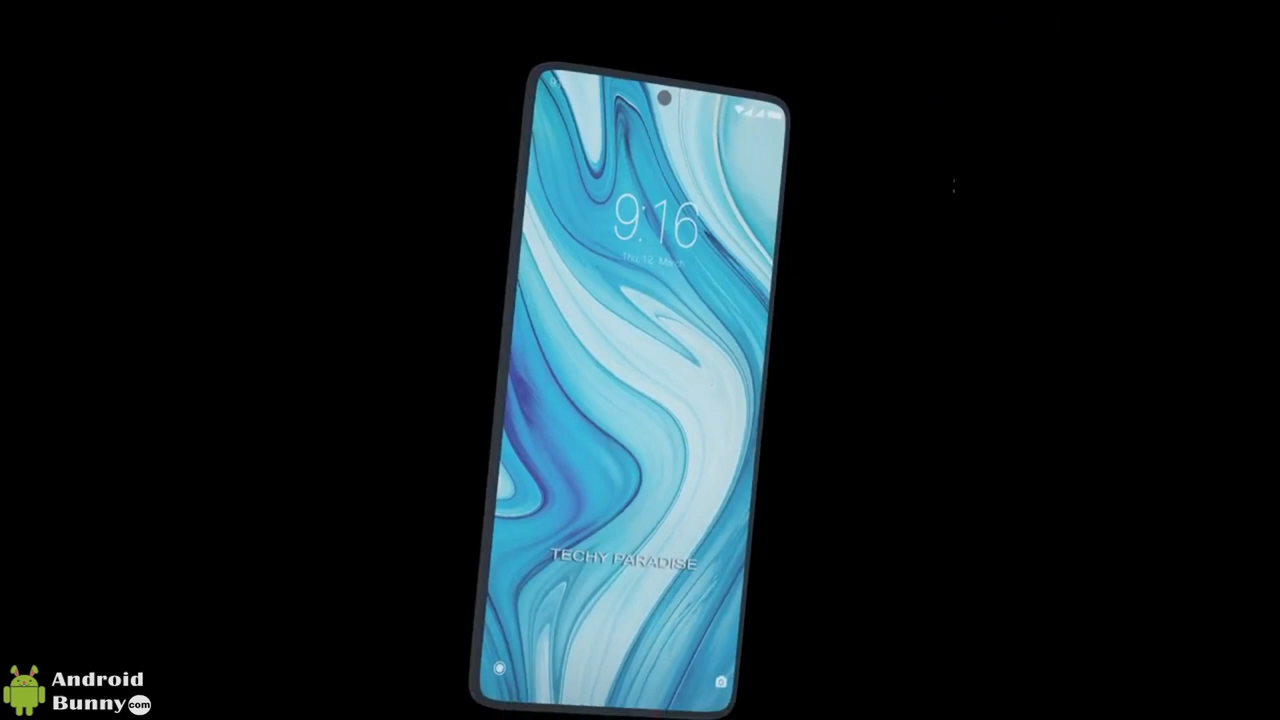 9:16
Thu, 12. March
TECHY PARADISE
Android
Bunny.com